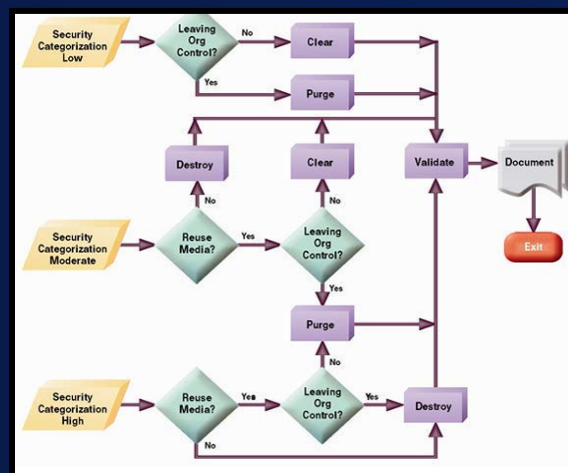 Security
Categorization
Low
Leaving
Org
Control?
No
Clear
Yes
Purge
Destroy
Clear
Validate
Document
No
No
Security
Categorization
Moderate
Reuse
Media?
Yes
Leaving
Org
Control?
Exit
Yes
Purge
No
Security
Categorization
High
Reuse
Media?
Yes
Leaving
Org
Control?
Yes
Destroy
No